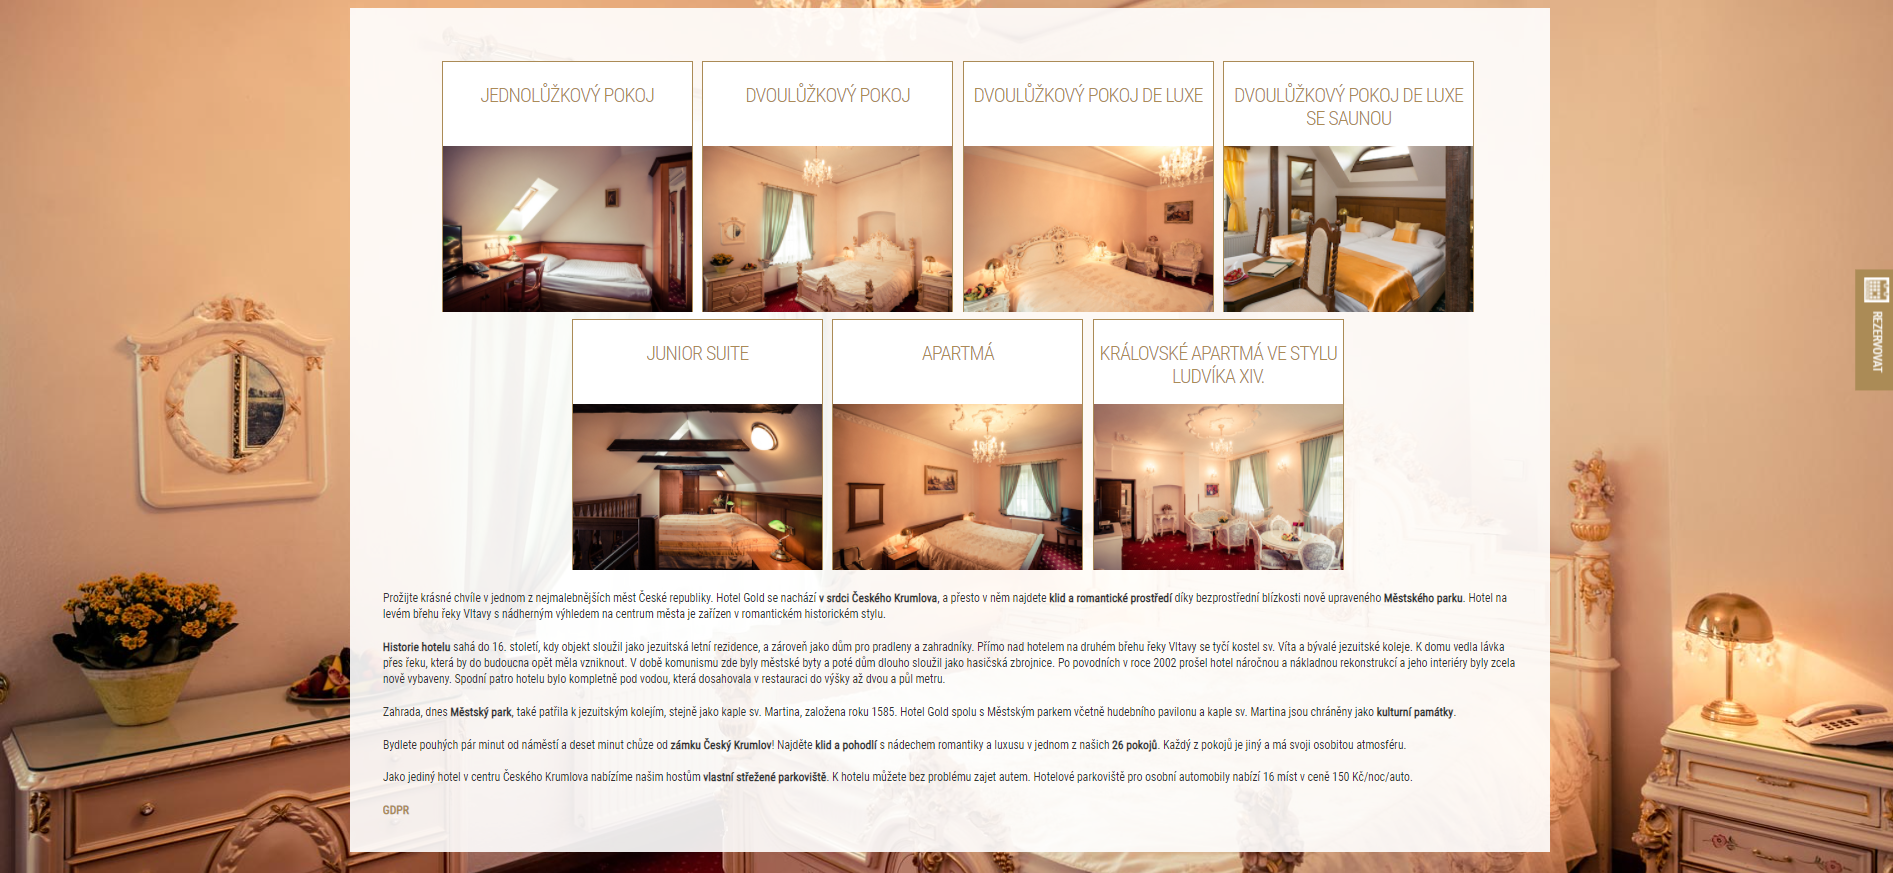 JEDNOLŮŽKOVÝ POKOJ
DVOULŮŽKOVÝ POKOJ
DVOULŮŽKOVÝ POKOJ DE LUXE
DVOULŮŽKOVÝ POKOJ DE LUXE
SE SAUNOU
REZERVOVAT
JUNIOR SUITE
APARTMÁ
KRÁLOVSKÉ APARTMÁ VE STYLU
LUDVÍKA XIV.
Prožijte krásné chvíle v jednom z nejmalebnějších měst České republiky. Hotel Gold se nachází v srdci Českého Krumlova, a přesto v něm najdete klid a romantické prostředí díky bezprostřední blízkosti nově upraveného Městského parku. Hotel na
levém břehu řeky Vltavy s nádherným výhledem na centrum města je zařízen v romantickém historickém stylu.
Historie hotelu sahá do 16. století, kdy objekt sloužil jako jezuitská letní rezidence, a zároveň jako dům pro pradleny a zahradníky. Přímo nad hotelem na druhém břehu řeky Vltavy se tyčí kostel sv. Víta a bývalé jezuitské koleje. K domu vedla lávka
přes řeku, která by do budoucna opět měla vzniknout. V době komunismu zde byly městské byty a poté dům dlouho sloužil jako hasičská zbrojnice. Po povodních v roce 2002 prošel hotel náročnou a nákladnou rekonstrukcí a jeho interiéry byly zcela
nově vybaveny. Spodní patro hotelu bylo kompletně pod vodou, která dosahovala v restauraci do výšky až dvou a půl metru.
Zahrada, dnes Městský park, také patřila k jezuitským kolejím, stejně jako kaple sv. Martina, založena roku 1585. Hotel Gold spolu s Městským parkem včetně hudebního pavilonu a kaple sv. Martina jsou chráněny jako kulturní památky.
Bydlete pouhých pár minut od náměstí a deset minut chůze od zámku Český Krumlov! Najděte klid a pohodlí s nádechem romantiky a luxusu v jednom z našich 26 pokojů. Každý z pokojů je jiný a má svoji osobitou atmosféru.
Jako jediný hotel v centru Českého Krumlova nabízíme našim hostům vlastní střežené parkoviště. K hotelu můžete bez problému zajet autem. Hotelové parkoviště pro osobní automobily nabízí 16 míst v ceně 150 Kč/noc/auto.
GDPR